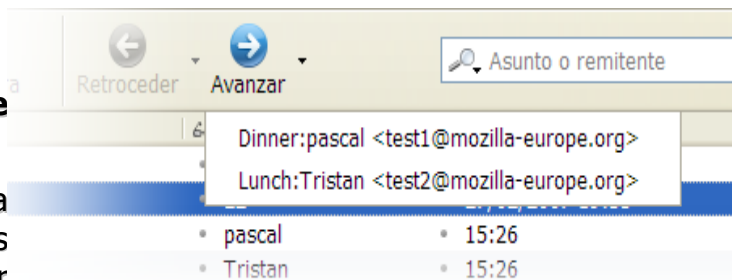 Retroceder
Avanzar
Asunto o remitente
Dinner:pascal <test1@mozilla-europe.org>
Lunch:Tristan <test2@mozilla-europe.org>
pascal
15:26
Tristan
15:26